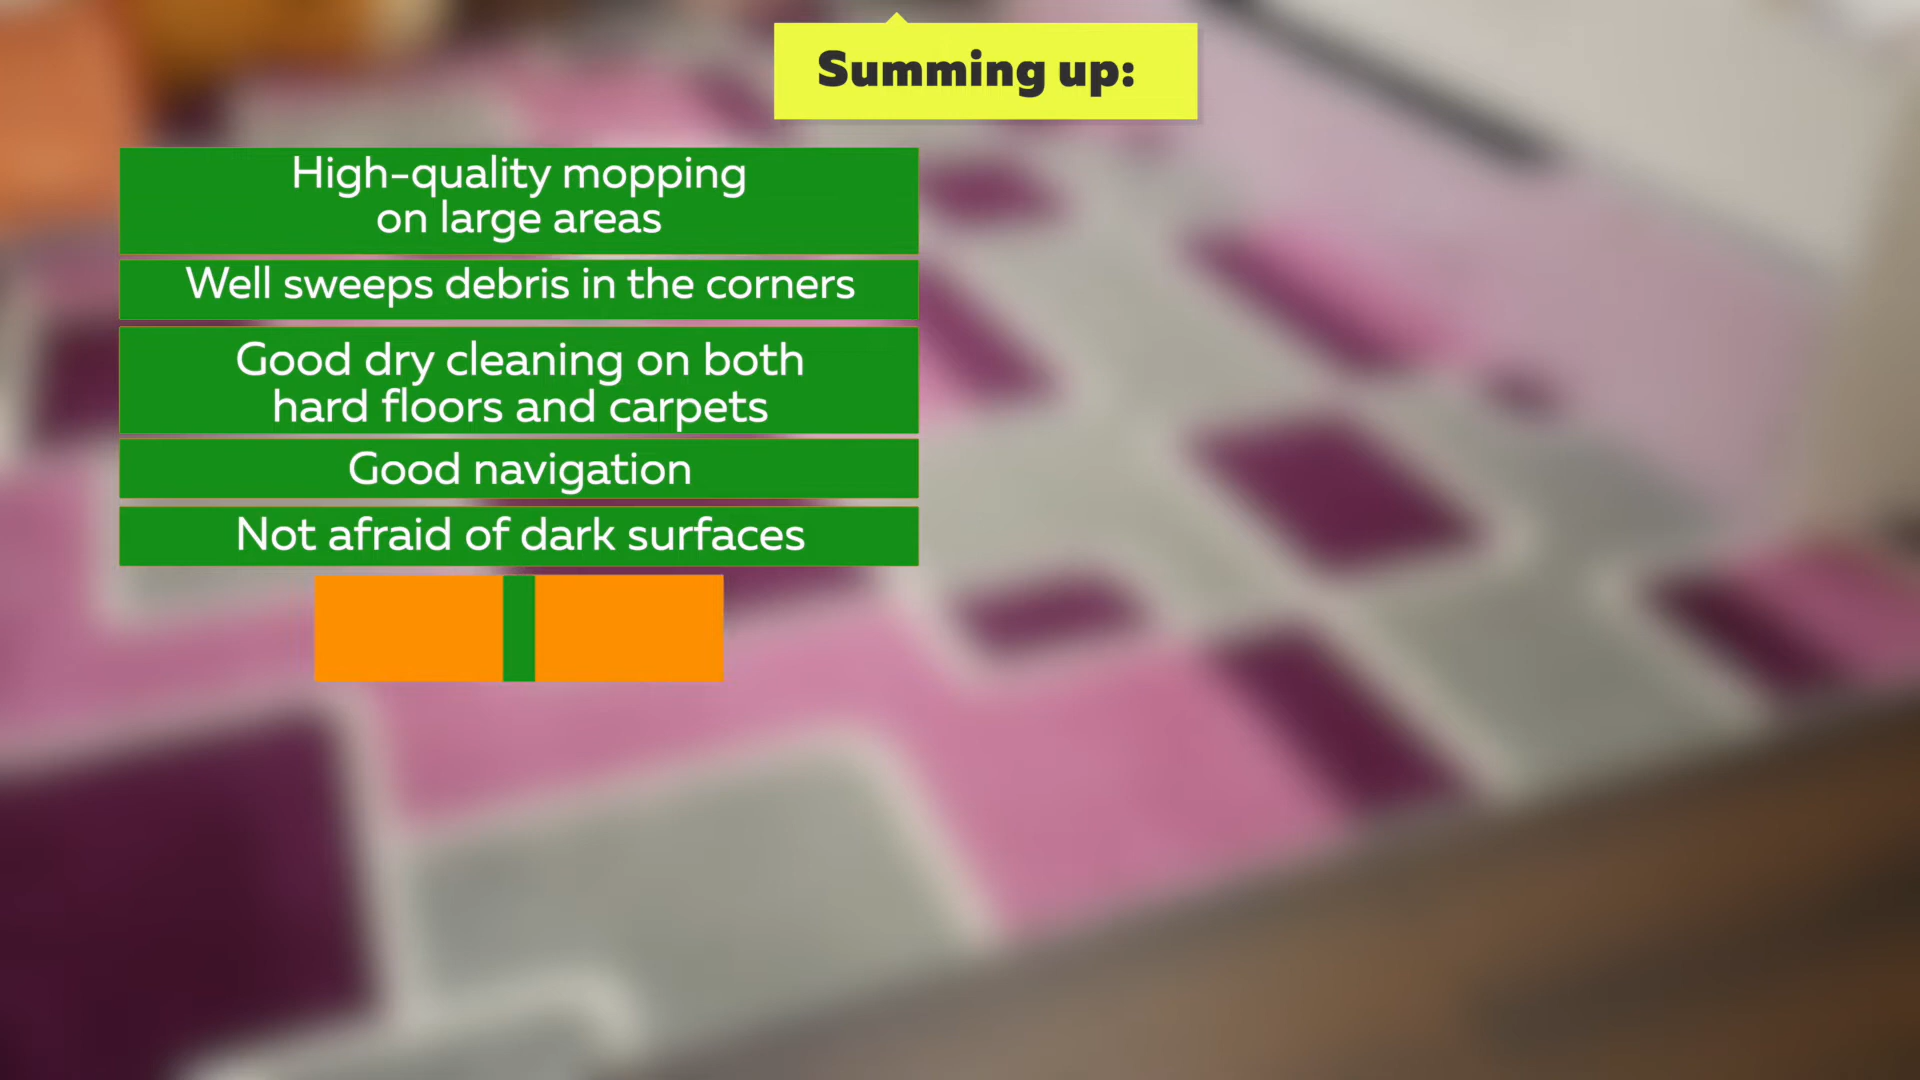 Summing up:
High-quality mopping
on large areas
Well sweeps debris in the corners
Good dry cleaning on both
hard floors and carpets
Good navigation
Not afraid of dark surfaces